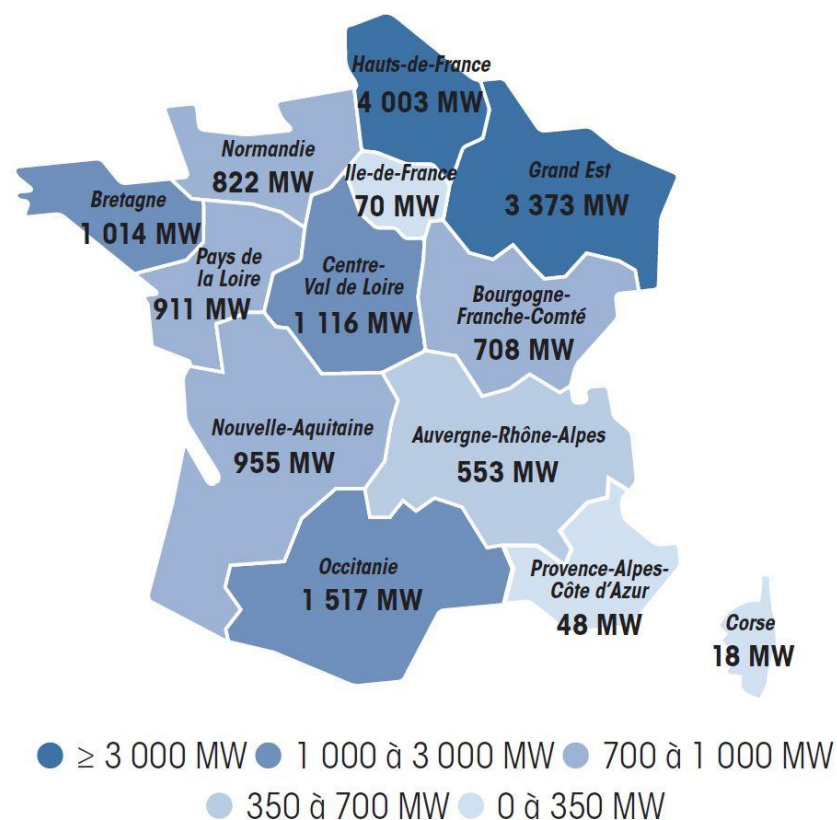 Hauts-de-France
4 003 MW
Normandie
822 MW
Ile-de-France
70 MW
Grand Est
3 373 MW
Bretagne
1 014 MW
Pays de
la Loire
911 MW
Centre-
Val de Loire
1 116 MW
Bourgogne-
Franche-Comté
708 MW
Nouvelle-Aquitaine
955 MW
Auvergne-Rhône-Alpes
553 MW
Occitanie
1 517 MW
Provence-Alpes-
Côte d'Azur
48 MW
Corse
18 MW
≥ 3 000 MW 1 000 à 3 000 MW 700 à 1 000 MW
350 à 700 MW 0 à 350 MW